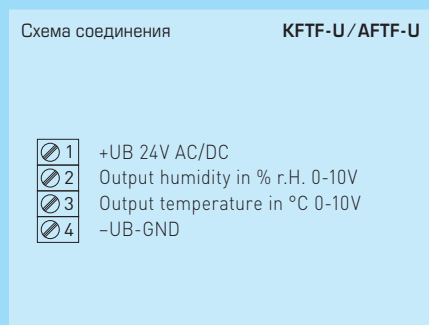 Схема соединения KFTF-U/AFTF-U
1 +UB 24V AC/DC
2 Output humidity in % r.H. 0-10V
3 Output temperature in °C 0-10V
4 –UB-GND